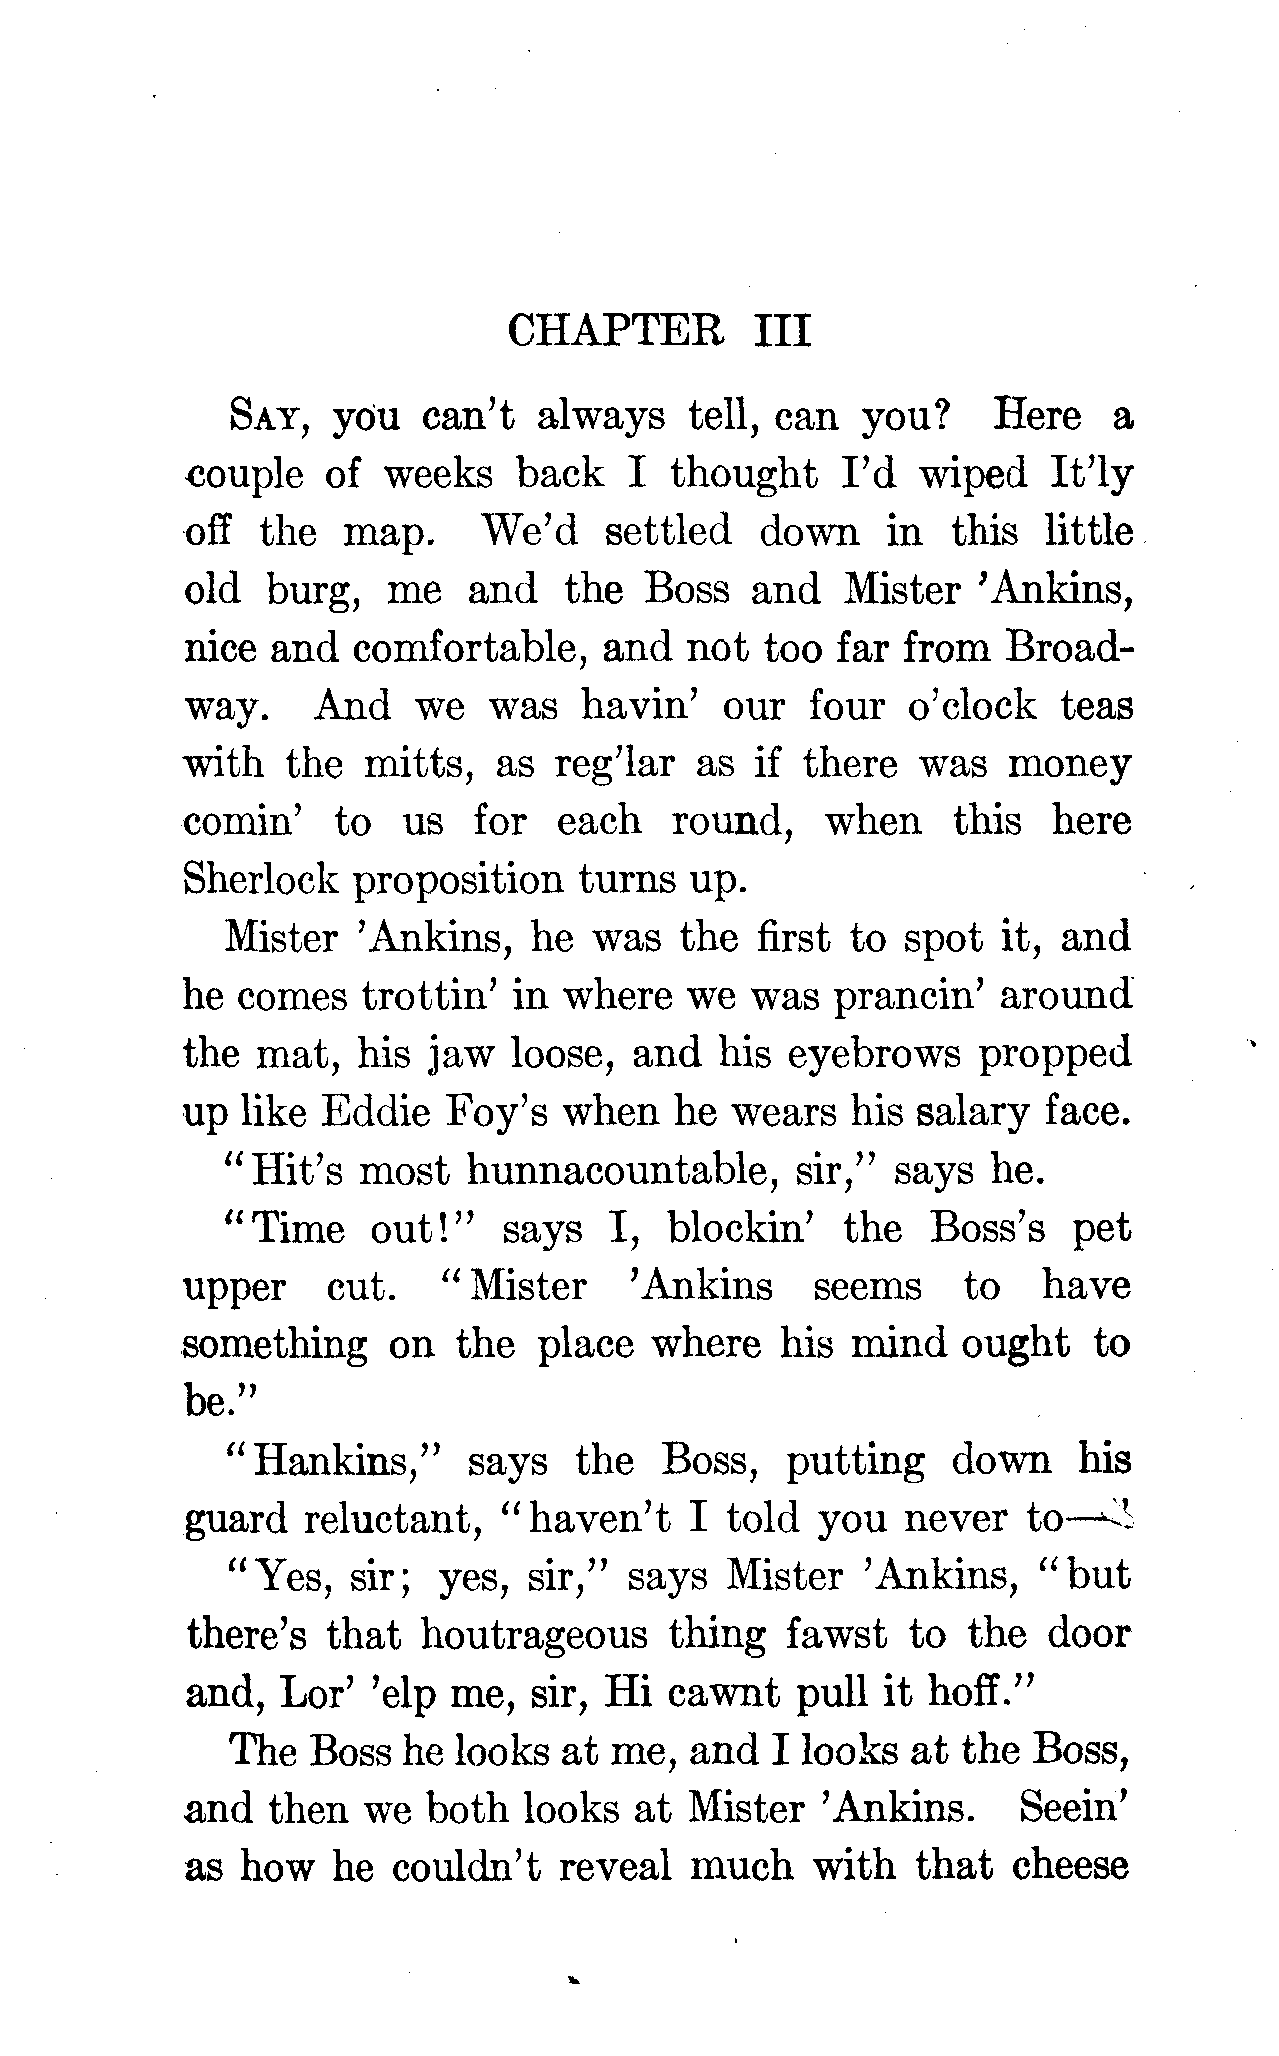 CHAPTER III
SAY, you can't always tell, can you? Here a
couple of weeks back I thought I'd wiped It'ly
off the map. We'd settled down in this little
old burg, me and the Boss and Mister 'Ankins,
nice and comfortable, and not too far from Broad-
way. And we was havin' our four o'clock teas
with the mitts, as reg'lar as if there was money
comin' to us for each round, when this here
Sherlock proposition turns up.
Mister 'Ankins, he was the first to spot it, and
he comes trottin' in where we was prancin' around
the mat, his jaw loose, and his eyebrows propped
up like Eddie Foy's when he wears his salary face.
"Hit's most hunnacountable, sir," says he.
"Time out!" says I, blockin' the Boss's pet
upper cut. "Mister 'Ankins seems to have
something on the place where his mind ought to
be."
"Hankins," says the Boss, putting down his
guard reluctant, "haven't I told you never to—"
"Yes, sir; yes, sir," says Mister 'Ankins, "but
there's that houtrageous thing fawst to the door
and, Lor' 'elp me, sir, Hi cawnt pull it hoff."
The Boss he looks at me, and I looks at the Boss,
and then we both looks at Mister 'Ankins. Seein'
as how he couldn't reveal much with that cheese